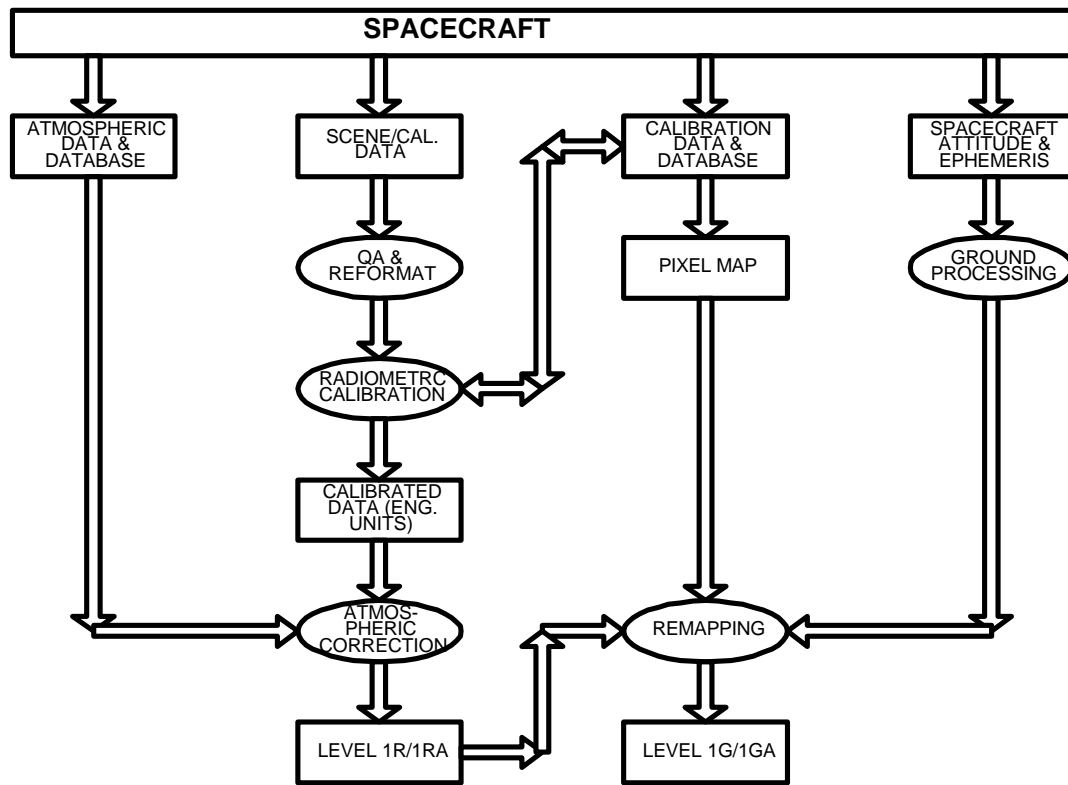 SPACECRAFT
ATMOSPHERIC
DATA &
DATABASE
SCENE/CAL.
DATA
CALIBRATION
DATA &
DATABASE
SPACECRAFT
ATTITUDE &
EPHEMERIS
QA &
REFORMAT
PIXEL MAP
GROUND
PROCESSING
RADIOMETRC
CALIBRATION
CALIBRATED
DATA (ENG.
UNITS)
ATMOS-
PHERIC
CORRECTION
REMAPPING
LEVEL 1R/1RA
LEVEL 1G/1GA